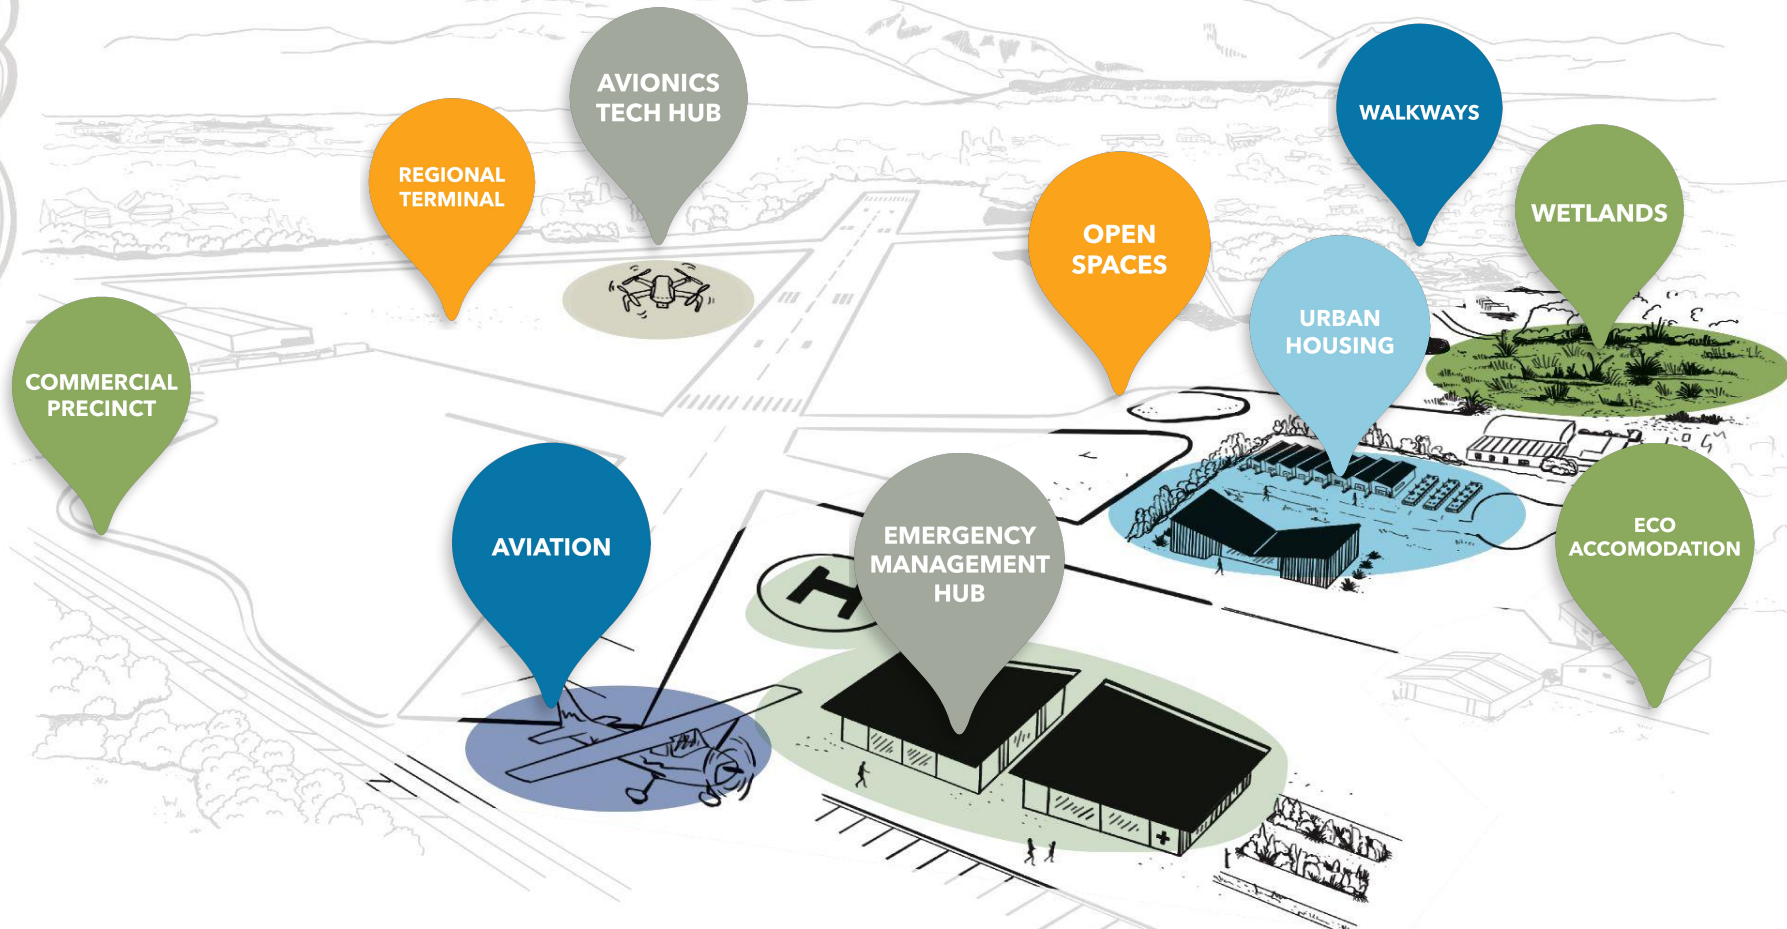 AVIONICS
TECH HUB
WALKWAYS
REGIONAL
TERMINAL
WETLANDS
OPEN
SPACES
URBAN
HOUSING
COMMERCIAL
PRECINCT
AVIATION
EMERGENCY
MANAGEMENT
HUB
ECO
ACCOMODATION
H